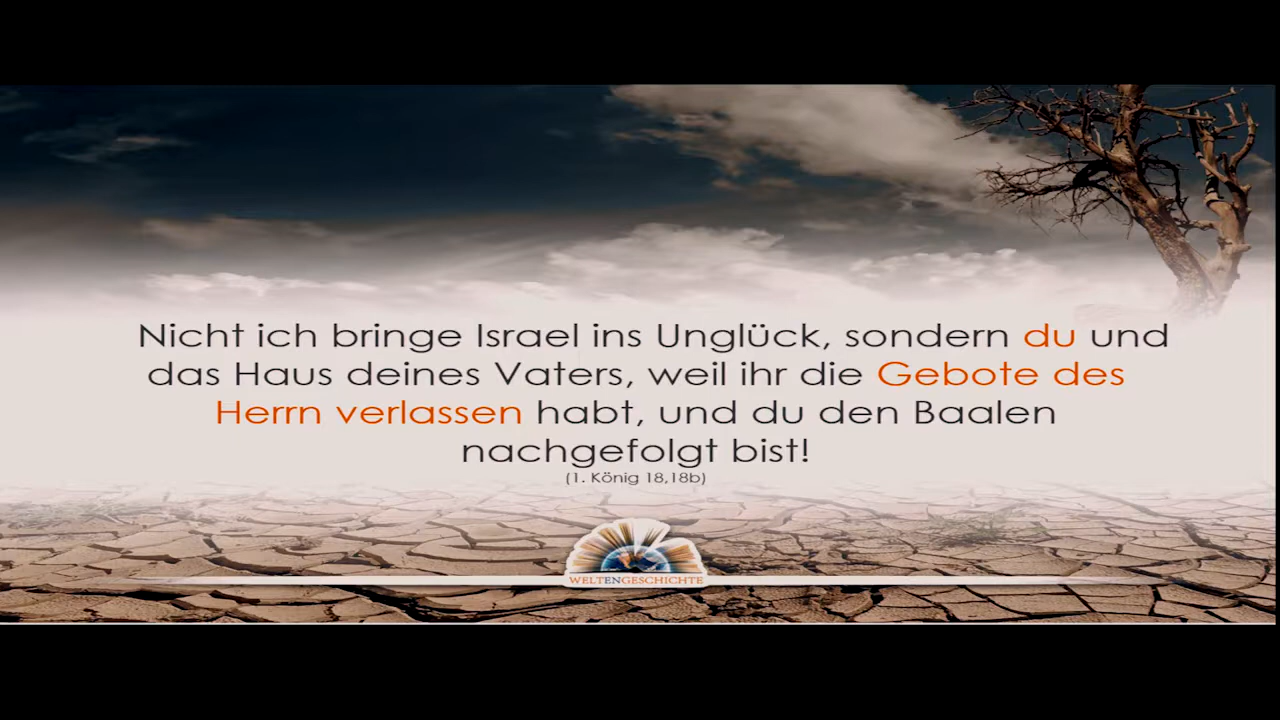 Nicht ich bringe Israel ins Unglück, sondern du und
das Haus deines Vaters, weil ihr die Gebote des
Herrn verlassen habt, und du den Baalen
nachgefolgt bist!
(1. König 18,18b)
WELTENGESCHICHTE